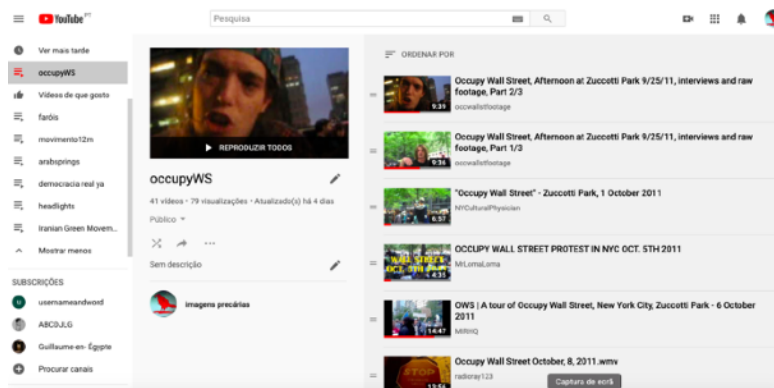 YouTube PT
Pesquisa
Ver mais tarde
occupyWS
Vídeos de que gosto
faróis
movimento12m
arabsprings
democracia real ya
headlights
Iranian Green Movem...
Mostrar menos
SUBSCRIÇÕES
usernameandword
ABCDJLG
Guillaume-en- Égypte
Procurar canais
REPRODUZIR TODOS
occupyWS
41 vídeos • 79 visualizações • Atualizado(s) há 4 dias
Público
Sem descrição
imagens precárias
ORDENAR POR
9:39
Occupy Wall Street, Afternoon at Zuccotti Park 9/25/11, interviews and raw
footage, Part 2/3
occwallstfootage
9:36
Occupy Wall Street, Afternoon at Zuccotti Park 9/25/11, interviews and raw
footage, Part 1/3
occwallstfootage
6:57
"Occupy Wall Street" - Zuccotti Park, 1 October 2011
NYCulturalPhysician
WALL STREET
OCT. 5TH
4:31
OCCUPY WALL STREET PROTEST IN NYC OCT. 5TH 2011
MrLemaLema
14:47
OWS | A tour of Occupy Wall Street, New York City, Zuccotti Park - 6 October
2011
STOP
Occupy Wall Street October, 8, 2011.wmv
radioray123
Captura de ecrã